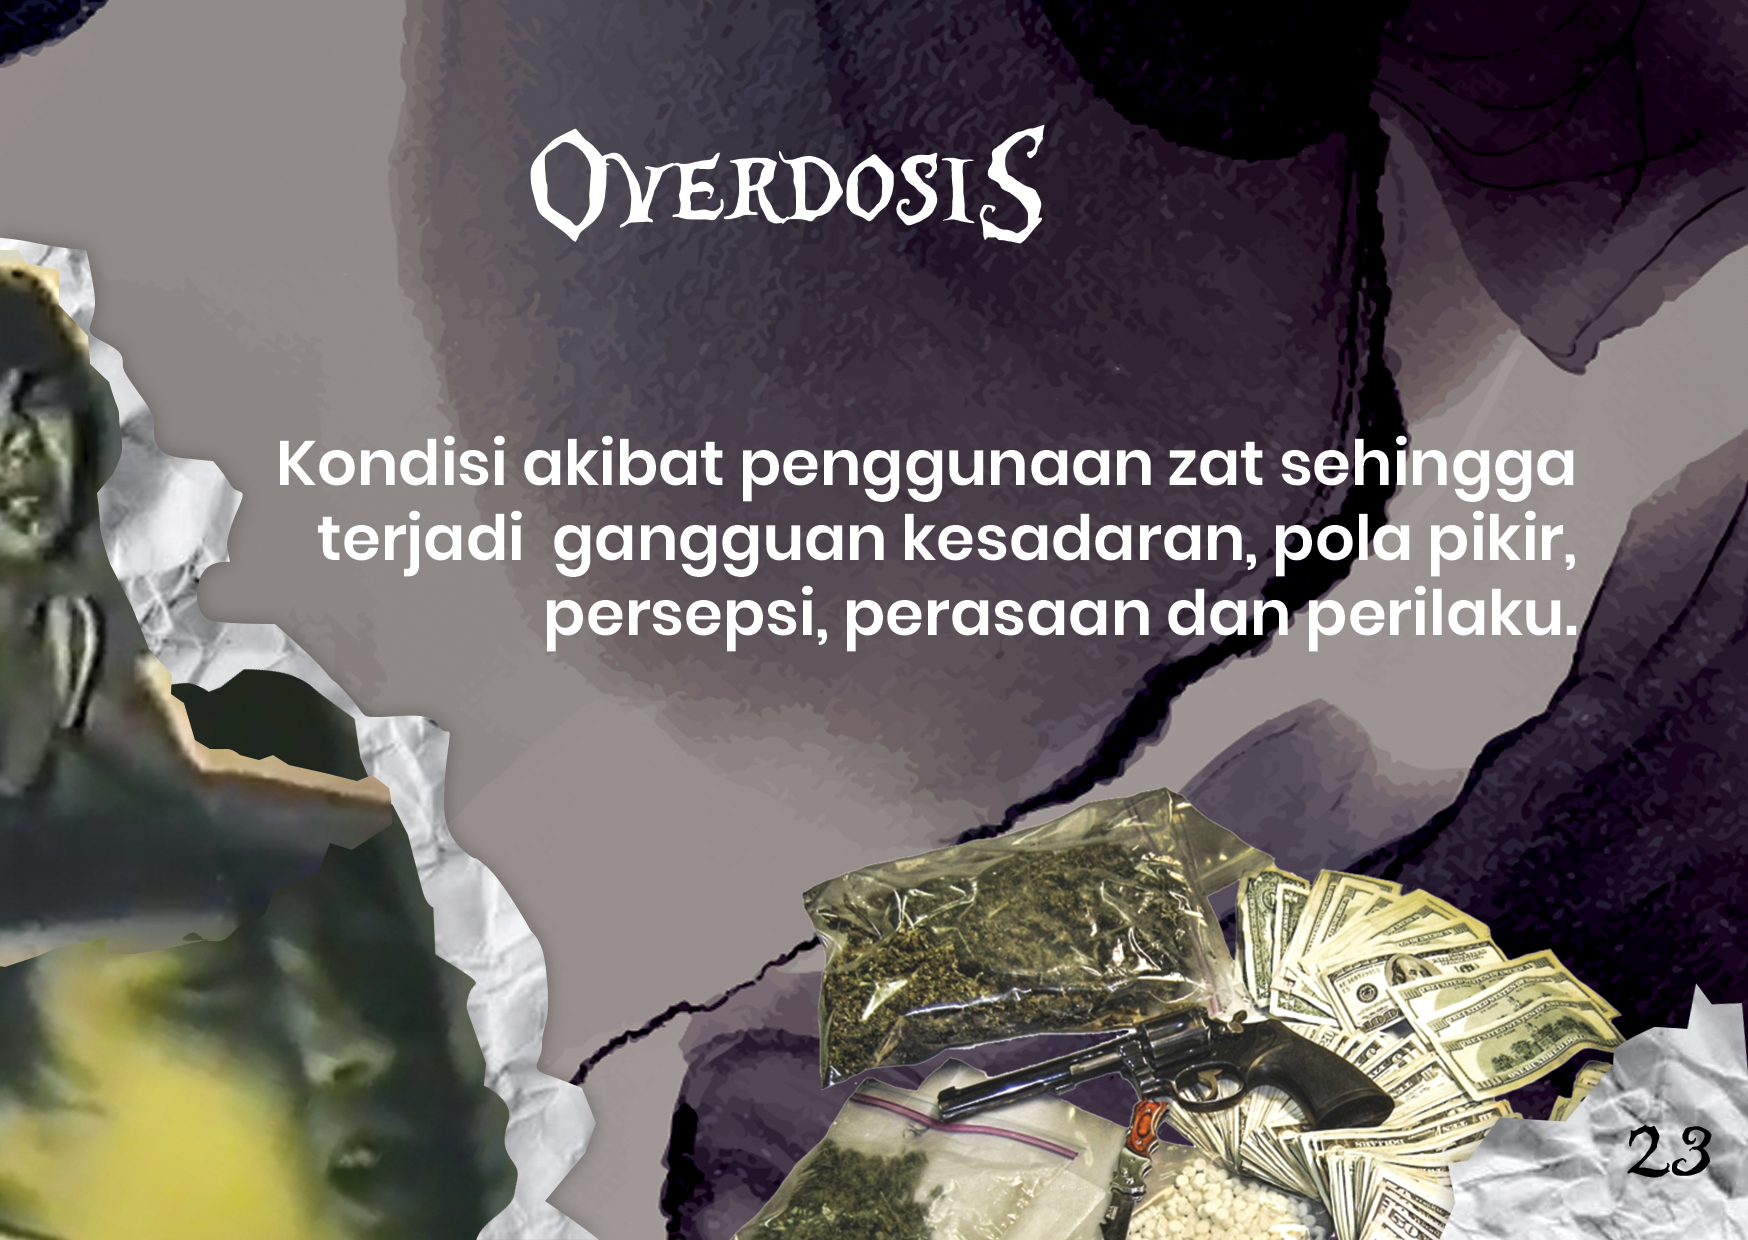 OVERDOSIS
Kondisi akibat penggunaan zat sehingga
terjadi gangguan kesadaran, pola pikir,
persepsi, perasaan dan perilaku.
23